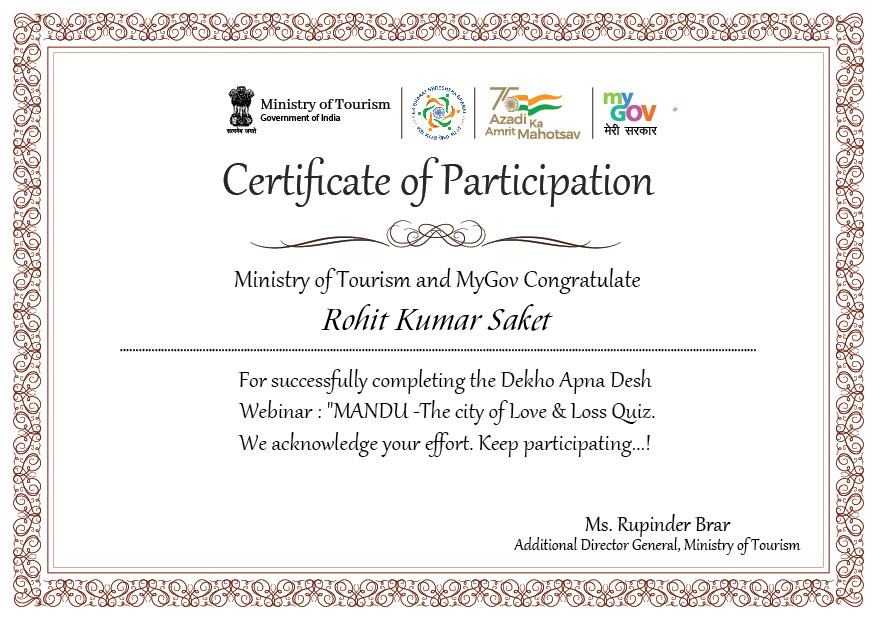 Ministry of Tourism
Government of India
सत्यमेव जयते
75
Azadi Ka
Amrit Mahotsav
my
GOV
मेरी सरकार
Certificate of Participation
Ministry of Tourism and MyGov Congratulate
Rohit Kumar Saket
For successfully completing the Dekho Apna Desh
Webinar : "MANDU -The city of Love & Loss Quiz.
We acknowledge your effort. Keep participating...!
Ms. Rupinder Brar
Additional Director General, Ministry of Tourism